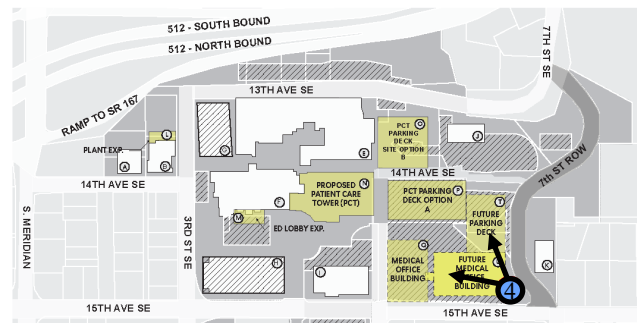 512 - SOUTH BOUND
512 - NORTH BOUND
7TH ST SE
RAMP TO SR 167
13TH AVE SE
PCT
PARKING
DECK
SITE OPTION
B
O
J
L
PLANT EXP.
A
B
G
E
7th ST ROW
14TH AVE SE
14TH AVE SE
PROPOSED
PATIENT CARE
TOWER (PCT)
N
PCT PARKING
DECK OPTION
A
P
T
FUTURE
PARKING
DECK
S. MERIDIAN
3RD ST SE
F
M
ED LOBBY EXP.
H
I
Q
MEDICAL
OFFICE
BUILDING
FUTURE
MEDICAL
OFFICE
BUILDING
K
4
15TH AVE SE
15TH AVE SE